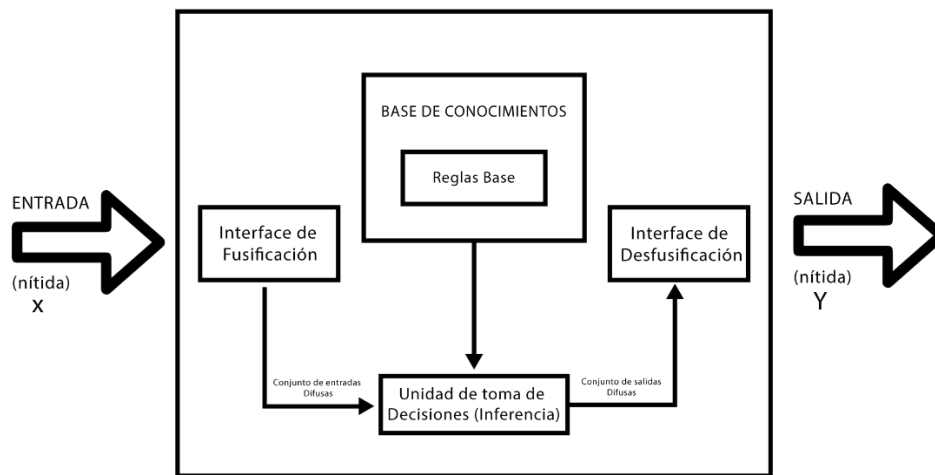 ENTRADA
(nítida)
X
Interface de
Fusificación
BASE DE CONOCIMIENTOS
Reglas Base
Interface de
Desfusificación
Conjunto de entradas
Difusas
Unidad de toma de
Decisiones (Inferencia)
Conjunto de salidas
Difusas
SALIDA
(nítida)
Y